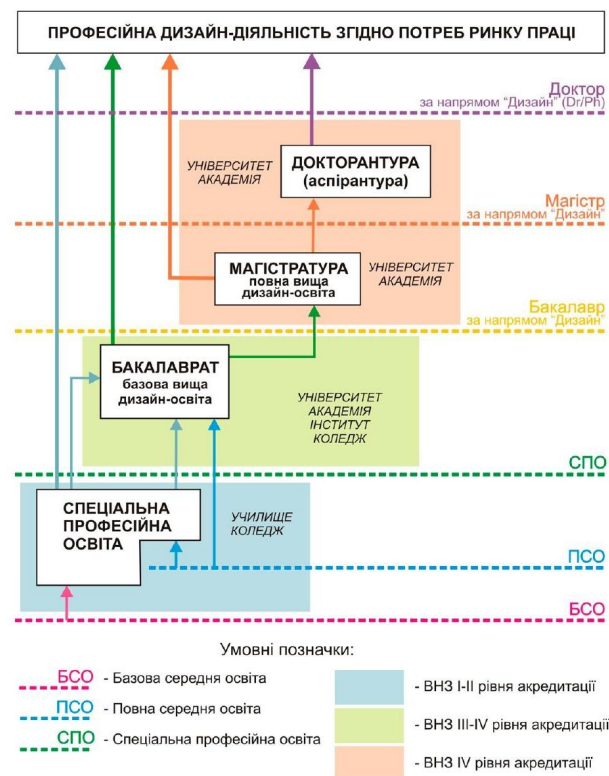 ПРОФЕСІЙНА ДИЗАЙН-ДІЯЛЬНІСТЬ ЗГІДНО ПОТРЕБ РИНКУ ПРАЦІ
Доктор
за напрямом "Дизайн" (Dr/Ph)
УНІВЕРСИТЕТ
АКАДЕМІЯ
ДОКТОРАНТУРА
(аспірантура)
Магістр
за напрямом "Дизайн"
МАГІСТРАТУРА
повна вища
дизайн-освіта
УНІВЕРСИТЕТ
АКАДЕМІЯ
Бакалавр
за напрямом "Дизайн"
БАКАЛАВРАТ
базова вища
дизайн-освіта
УНІВЕРСИТЕТ
АКАДЕМІЯ
ІНСТИТУТ
КОЛЕДЖ
СПО
СПЕЦІАЛЬНА
ПРОФЕСІЙНА
ОСВІТА
УЧИЛИЩЕ
КОЛЕДЖ
ПСО
БСО
Умовні позначки:
БСО - Базова середня освіта
ПСО - Повна середня освіта
СПО - Спеціальна професійна освіта
- ВНЗ І-ІІ рівня акредитації
- ВНЗ ІІІ-IV рівня акредитації
- ВНЗ IV рівня акредитації